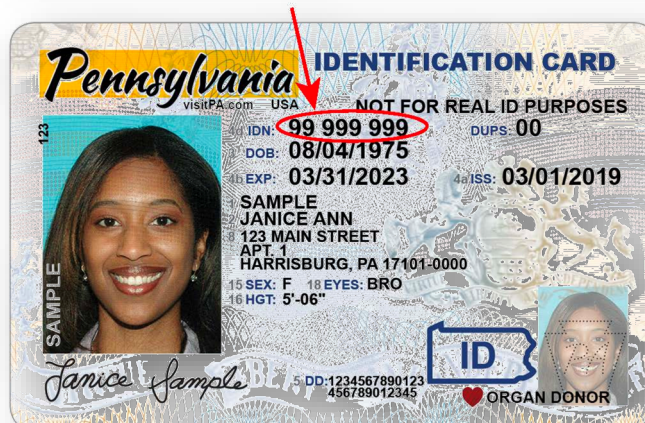 Pennsylvania
visitPA.com USA
IDENTIFICATION CARD
NOT FOR REAL ID PURPOSES
123
4d IDN: 99 999 999 DUPS: 00
3 DOB: 08/04/1975
4b EXP: 03/31/2023 4a ISS: 03/01/2019
1 SAMPLE
2 JANICE ANN
8 123 MAIN STREET
APT. 1
HARRISBURG, PA 17101-0000
15 SEX: F 18 EYES: BRO
16 HGT: 5'-06"
SAMPLE
Janice Sample
5 DD:1234567890123
456789012345
ID
ORGAN DONOR